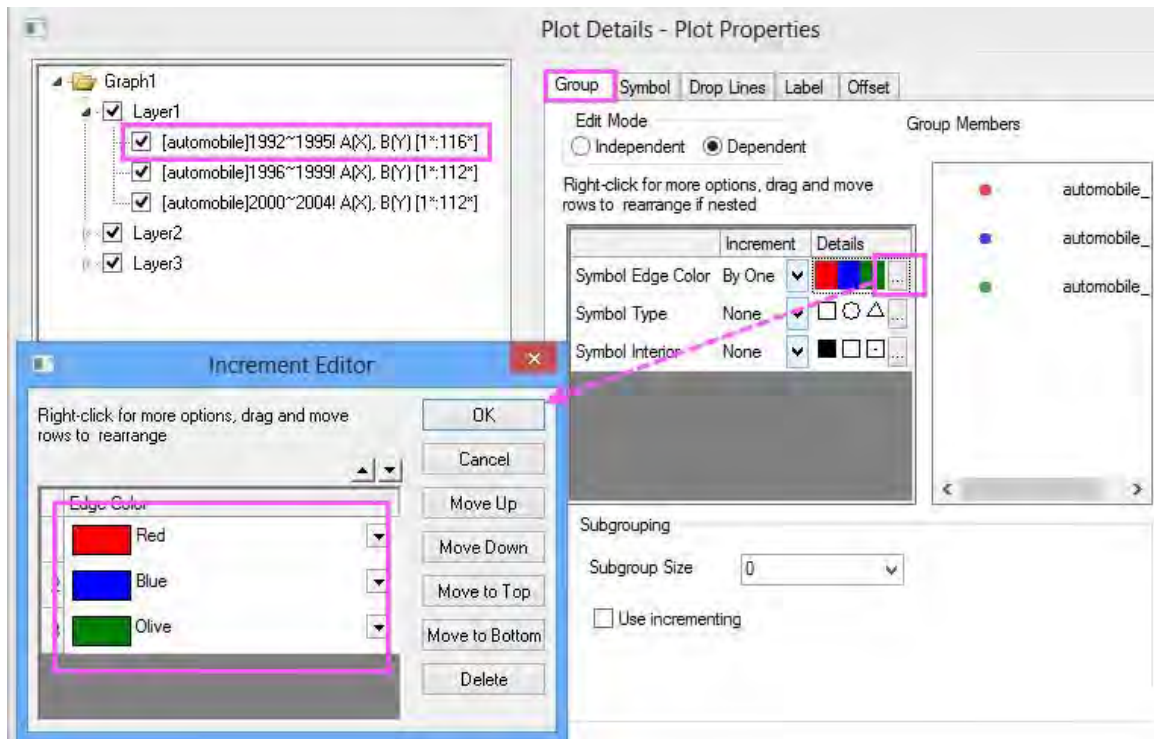 Plot Details - Plot Properties
Graph1
Layer1
[automobile]1992~1995! A(X), B(Y) [1*:116*]
[automobile]1996~1999! A(X), B(Y) [1*:112*]
[automobile]2000~2004! A(X), B(Y) [1*:112*]
Layer2
Layer3
Group Symbol Drop Lines Label Offset
Edit Mode
Independent Dependent
Group Members
Right-click for more options, drag and move
rows to rearrange if nested
Increment Details
Symbol Edge Color By One ...
Symbol Type None ...
Symbol Interior None ...
automobile_
automobile_
automobile_
Subgrouping
Subgroup Size 0
Use incrementing
Increment Editor
Right-click for more options, drag and move
rows to rearrange
Edge Color
Red
Blue
Olive
OK
Cancel
Move Up
Move Down
Move to Top
Move to Bottom
Delete